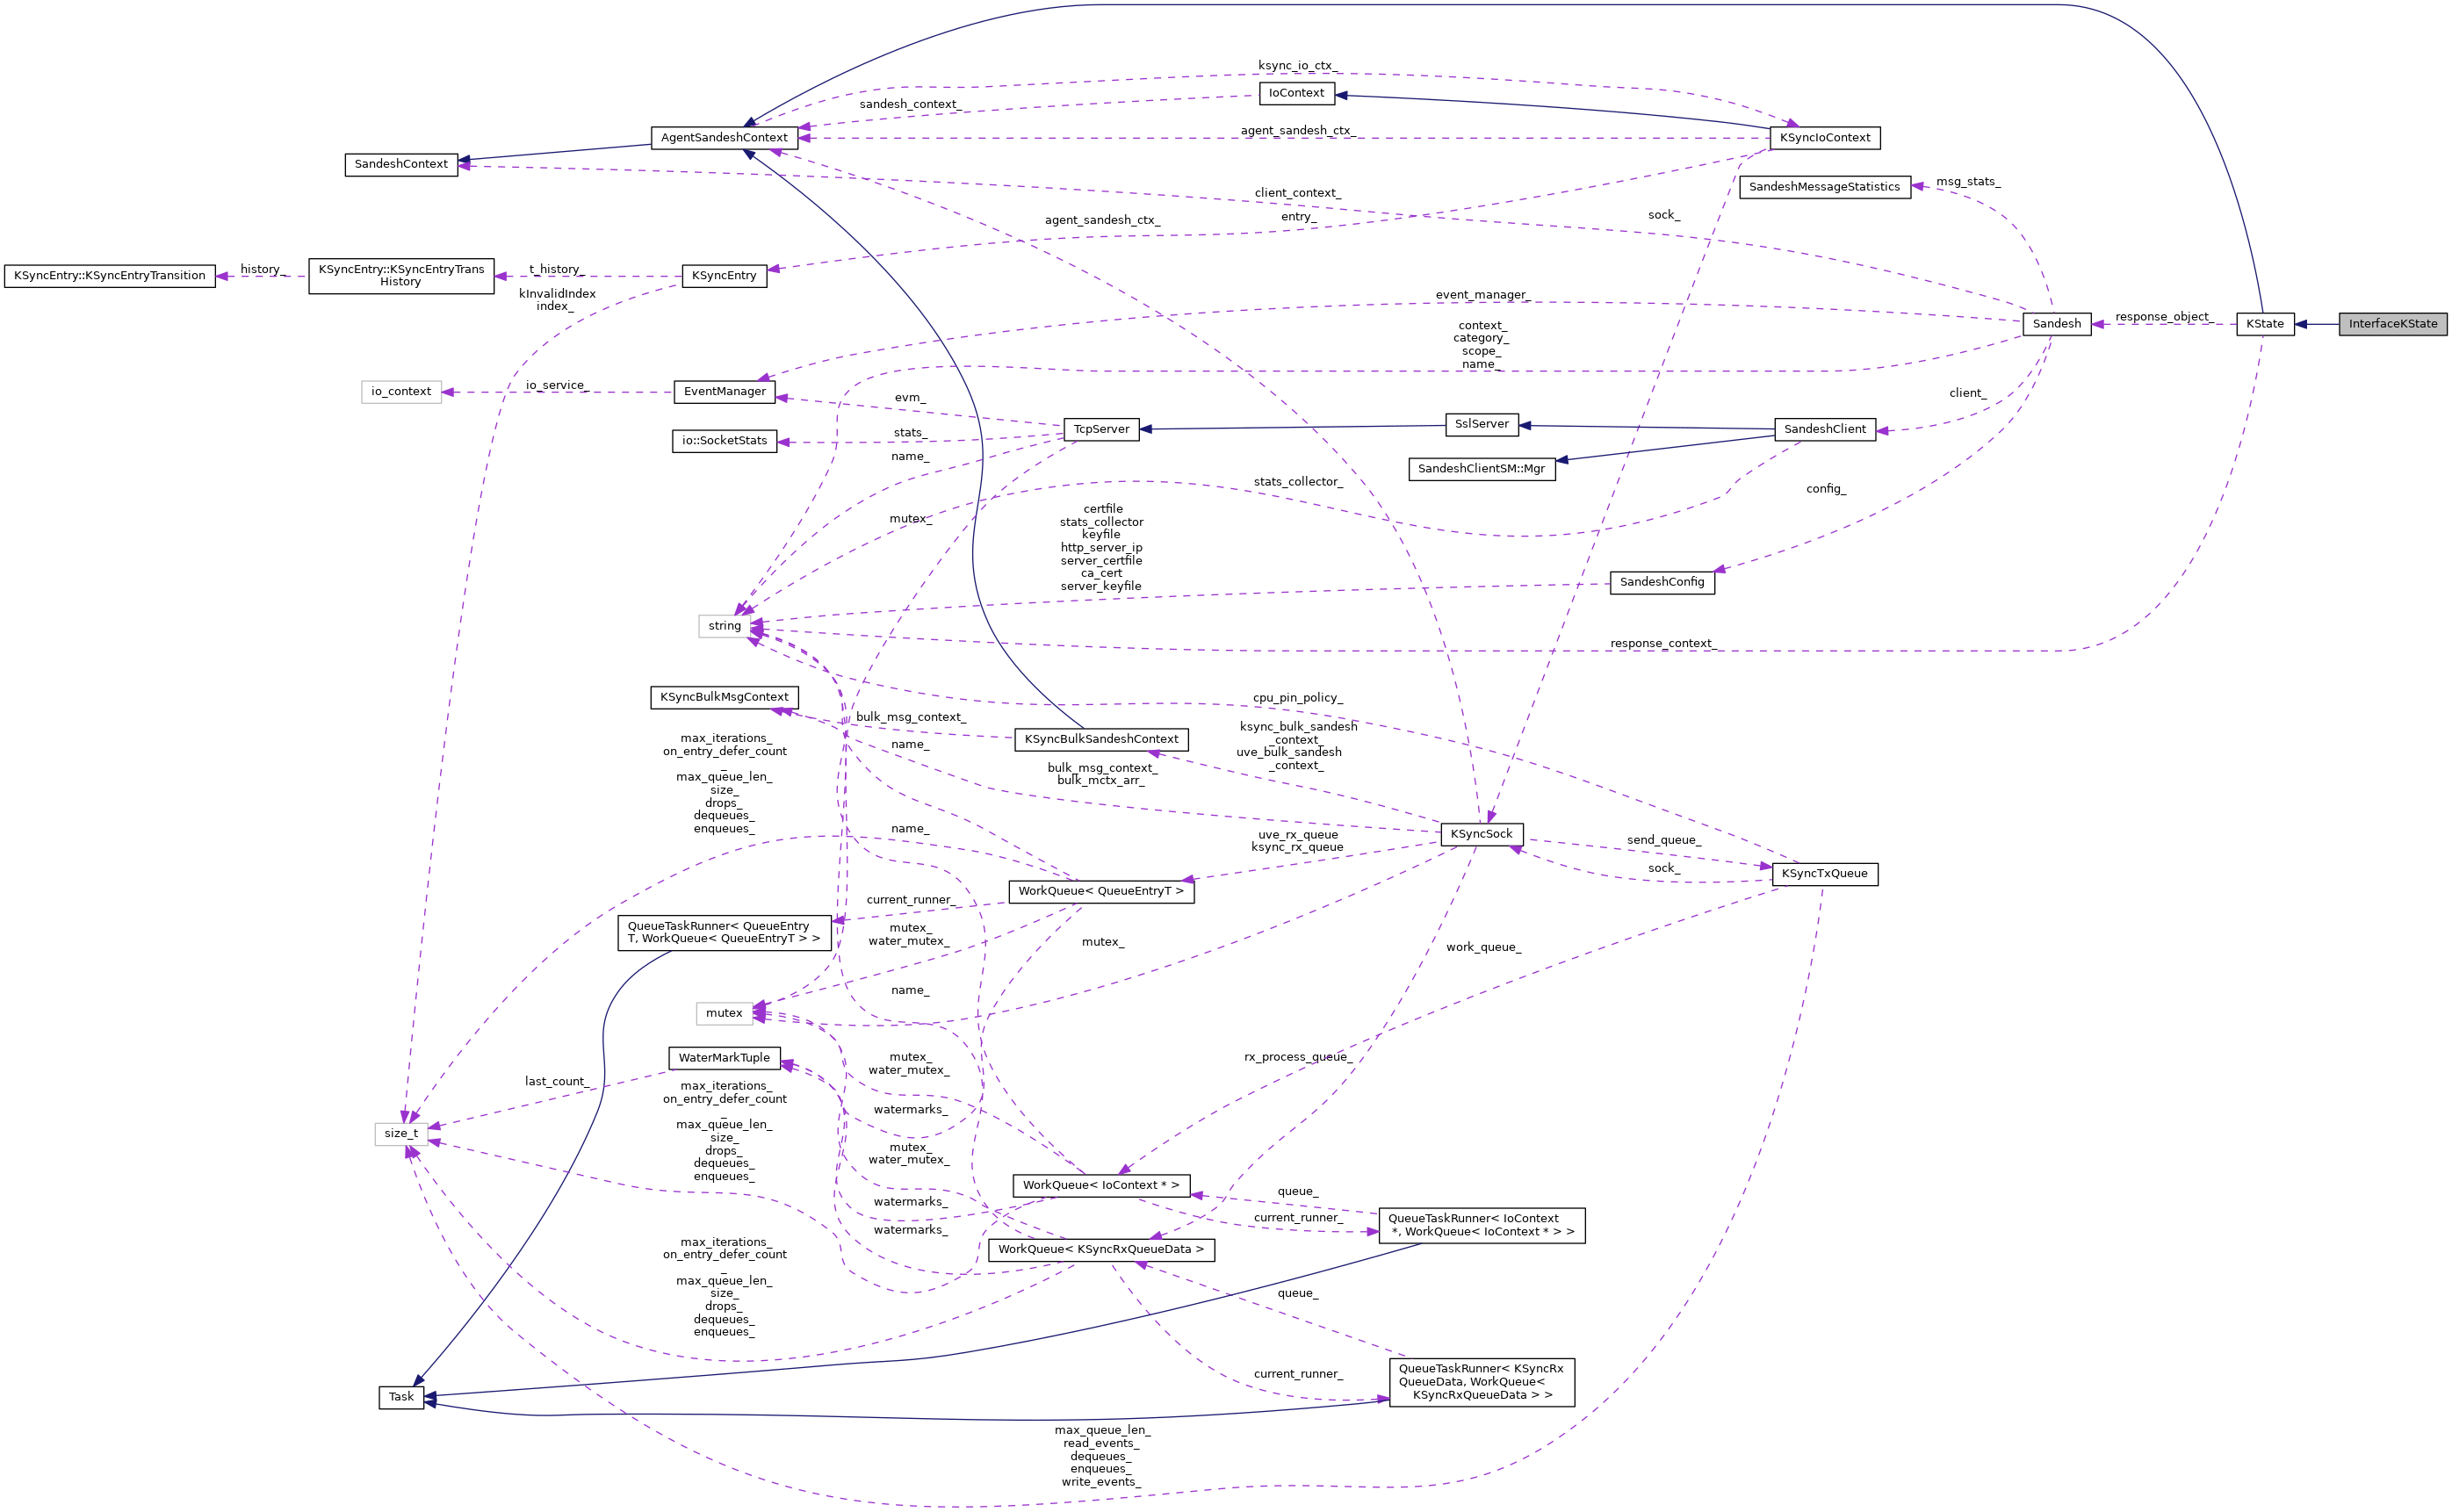 ksync_io_ctx_
IoContext
sandesh_context_
agent_sandesh_ctx_
AgentSandeshContext
KSyncIoContext
SandeshContext
SandeshMessageStatistics
msg_stats_
client_context_
sock_
entry_
agent_sandesh_ctx_
KSyncEntry::KSyncEntryTransition
history_
KSyncEntry::KSyncEntryTrans
History
t_history_
KSyncEntry
kInvalidIndex
index_
event_manager_
Sandesh
response_object_
KState
InterfaceKState
context_
category_
scope_
name_
io_context
io_service_
EventManager
evm_
client_
io::SocketStats
stats_
TcpServer
SslServer
SandeshClient
name_
SandeshClientSM::Mgr
stats_collector_
config_
mutex_
certfile
stats_collector
keyfile
http_server_ip
server_certfile
ca_cert
server_keyfile
SandeshConfig
string
response_context_
KSyncBulkMsgContext
cpu_pin_policy_
bulk_msg_context_
KSyncBulkSandeshContext
ksync_bulk_sandesh
_context_
uve_bulk_sandesh
_context_
name_
bulk_msg_context_
bulk_mctx_arr_
max_iterations_
on_entry_defer_count
_
max_queue_len_
size_
drops_
dequeues_
enqueues_
name_
uve_rx_queue
ksync_rx_queue
KSyncSock
send_queue_
sock_
KSyncTxQueue
WorkQueue< QueueEntryT >
current_runner_
QueueTaskRunner< QueueEntry
T, WorkQueue< QueueEntryT > >
mutex_
water_mutex_
mutex_
work_queue_
name_
mutex
WaterMarkTuple
mutex_
water_mutex_
rx_process_queue_
last_count_
max_iterations_
on_entry_defer_count
_
max_queue_len_
size_
drops_
dequeues_
enqueues_
watermarks_
size_t
mutex_
water_mutex_
WorkQueue< IoContext * >
queue_
watermarks_
current_runner_
QueueTaskRunner< IoContext
*, WorkQueue< IoContext * > >
watermarks_
WorkQueue< KSyncRxQueueData >
max_iterations_
on_entry_defer_count
_
max_queue_len_
size_
drops_
dequeues_
enqueues_
queue_
current_runner_
QueueTaskRunner< KSyncRx
QueueData, WorkQueue<
KSyncRxQueueData > >
Task
max_queue_len_
read_events_
dequeues_
enqueues_
write_events_